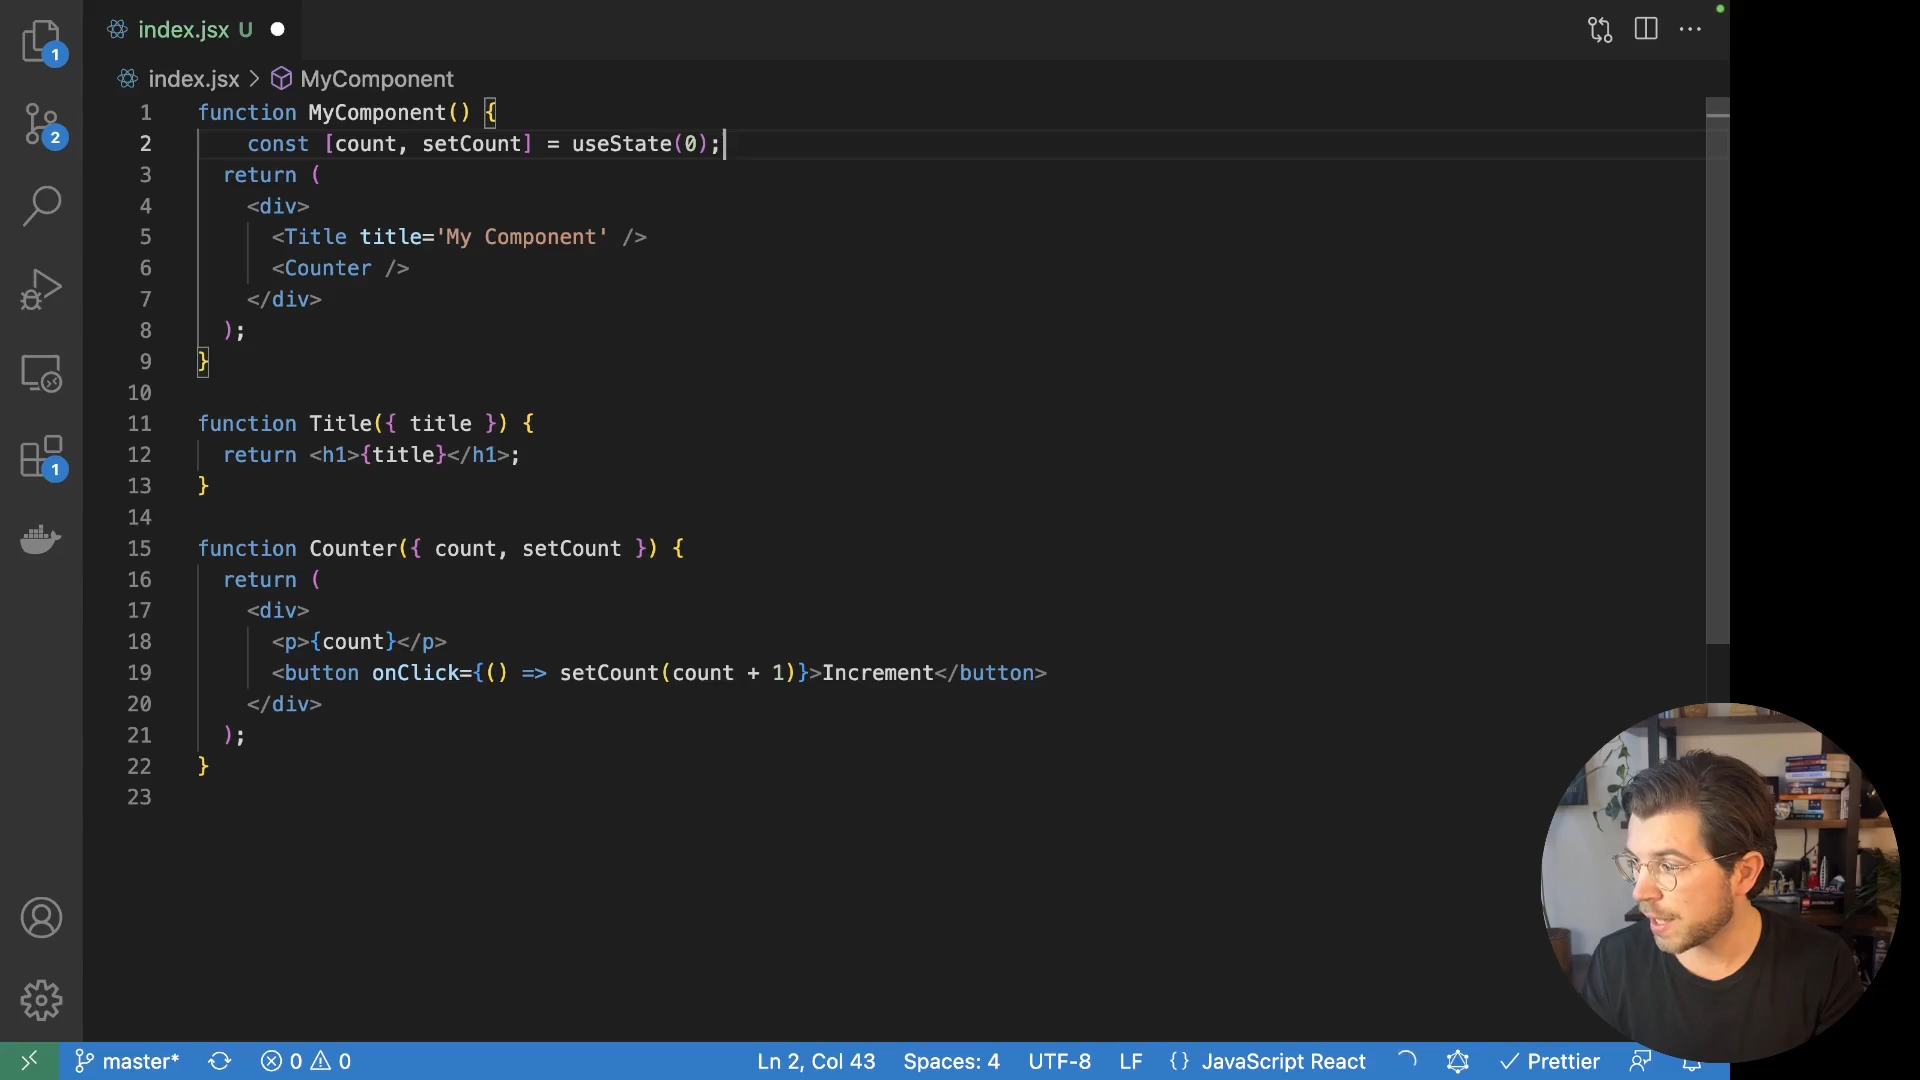 index.jsx U
index.jsx > MyComponent
1 function MyComponent() {
2 const [count, setCount] = useState(0);
3 return (
4 <div>
5 <Title title='My Component' />
6 <Counter />
7 </div>
8 );
9 }
10
11 function Title({ title }) {
12 return <h1>{title}</h1>;
13 }
14
15 function Counter({ count, setCount }) {
16 return (
17 <div>
18 <p>{count}</p>
19 <button onClick={() => setCount(count + 1)}>Increment</button>
20 </div>
21 );
22 }
23
1
2
1
master* 0 0 Ln 2, Col 43 Spaces: 4 UTF-8 LF {} JavaScript React Prettier